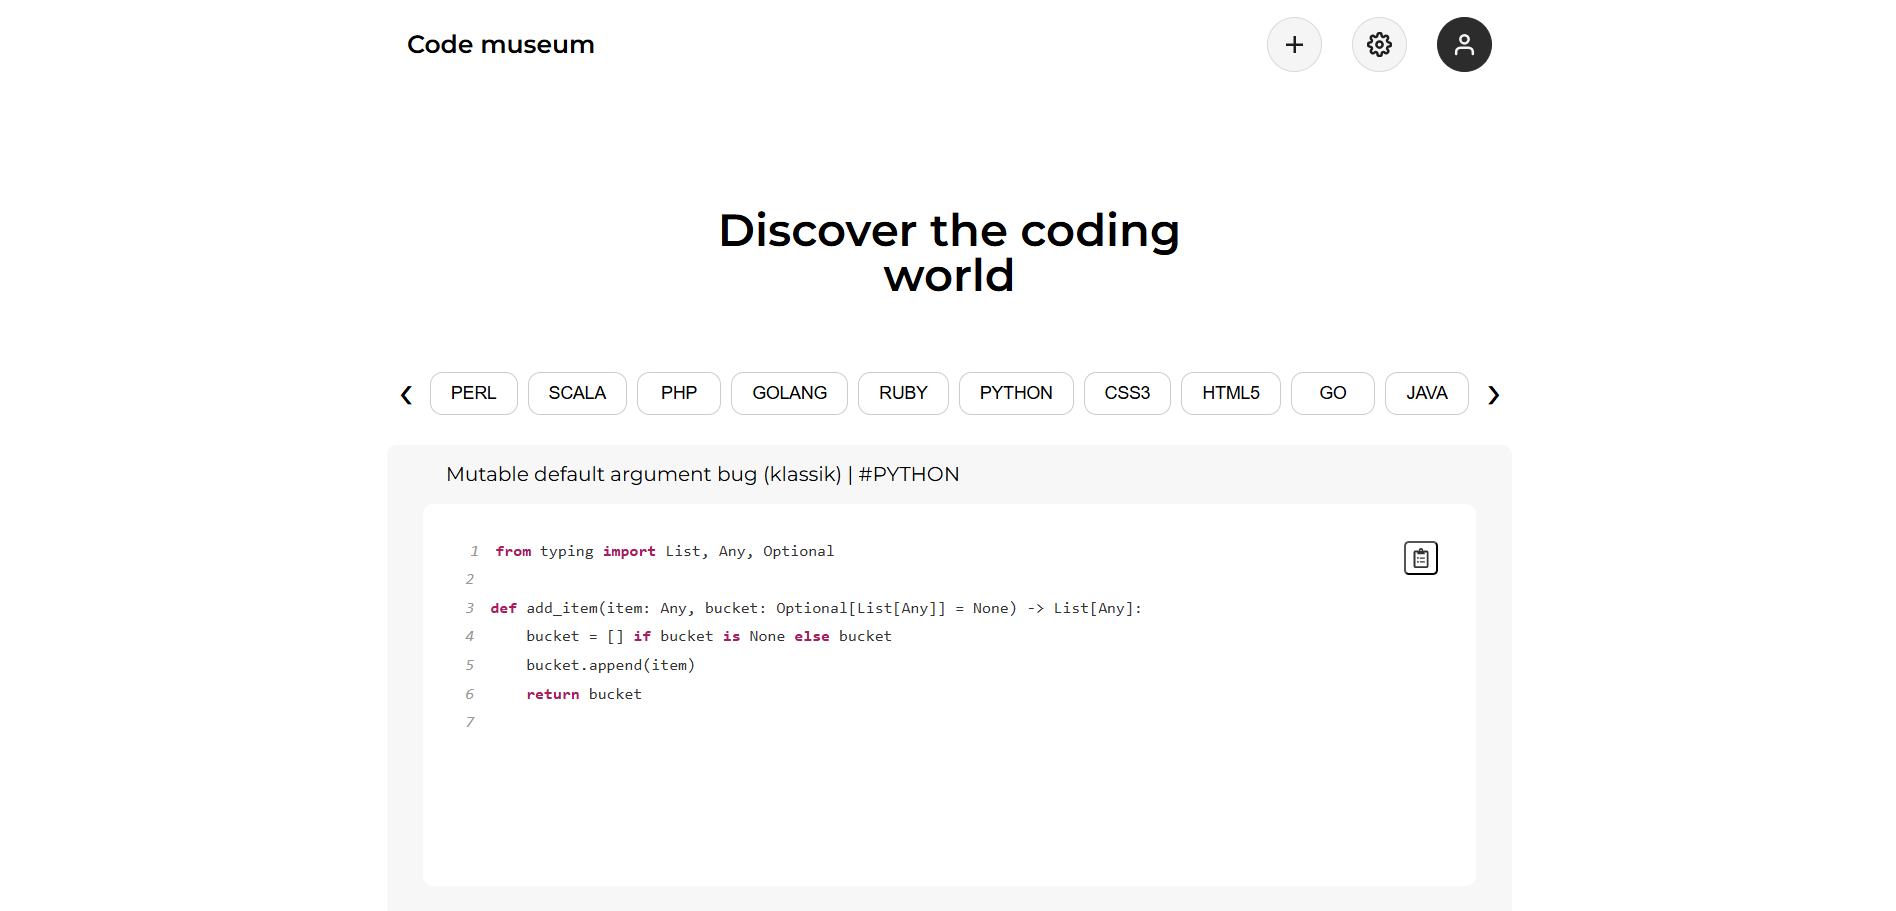 Code museum
Discover the coding
world
PERL SCALA PHP GOLANG RUBY PYTHON CSS3 HTML5 GO JAVA
Mutable default argument bug (klassik) | #PYTHON
1 from typing import List, Any, Optional
2
3 def add_item(item: Any, bucket: Optional[List[Any]] = None) -> List[Any]:
4     bucket = [] if bucket is None else bucket
5     bucket.append(item)
6     return bucket
7